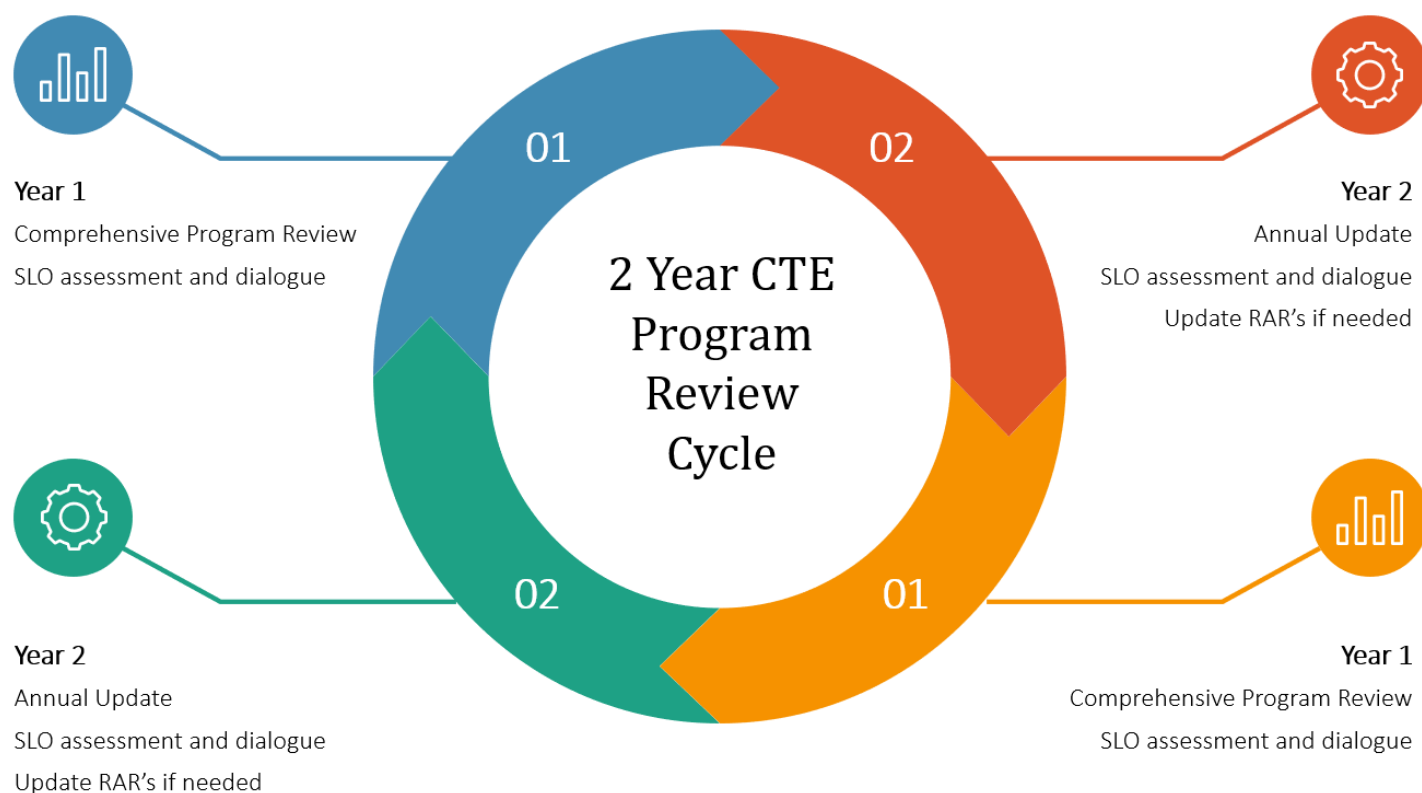 01
Year 1
Comprehensive Program Review
SLO assessment and dialogue
02
Year 2
Annual Update
SLO assessment and dialogue
Update RAR’s if needed
2 Year CTE
Program
Review
Cycle
02
Year 2
Annual Update
SLO assessment and dialogue
Update RAR’s if needed
01
Year 1
Comprehensive Program Review
SLO assessment and dialogue